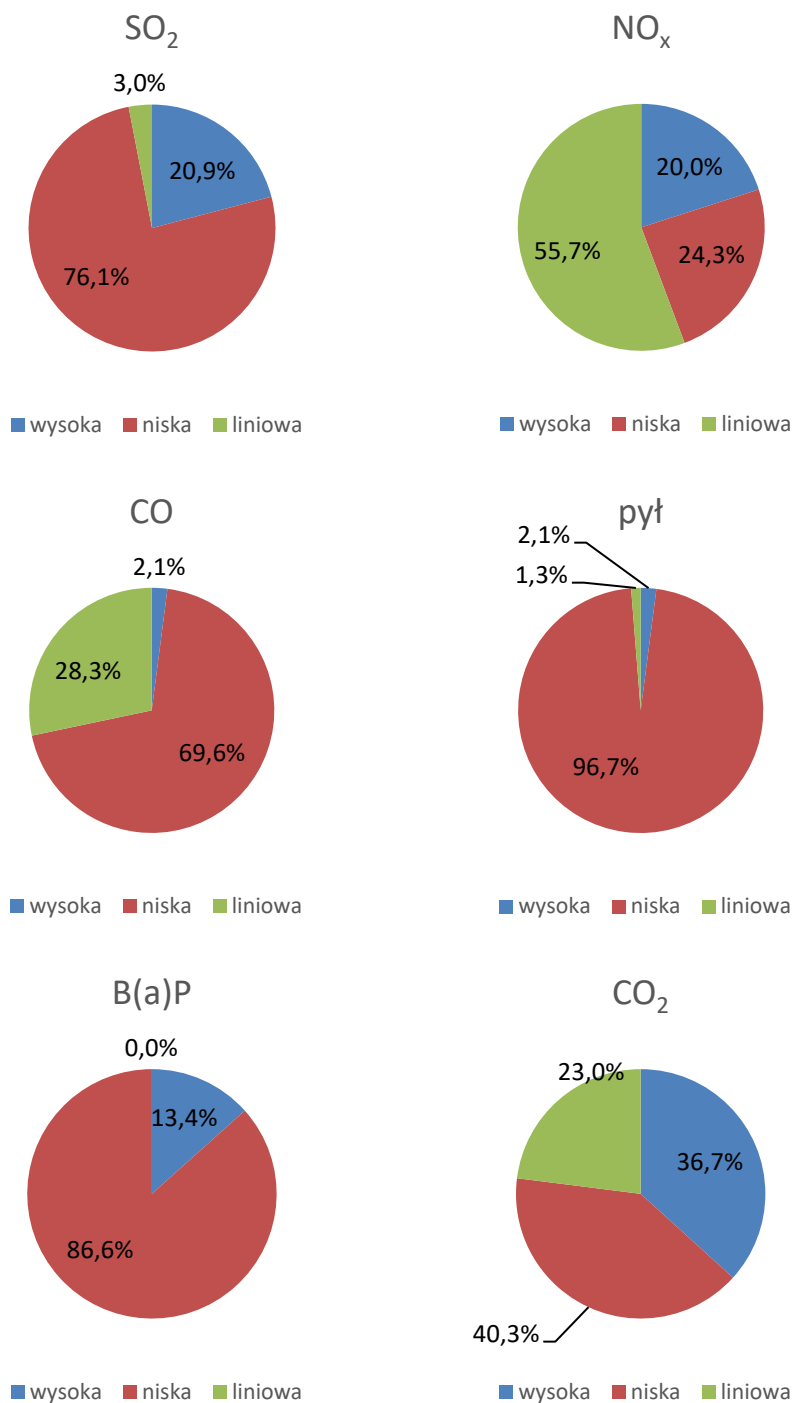 SO₂
3,0%
20,9%
76,1%
wysoka niska liniowa
NOₓ
20,0%
55,7%
24,3%
wysoka niska liniowa
CO
2,1%
28,3%
69,6%
wysoka niska liniowa
pył
2,1%
1,3%
96,7%
wysoka niska liniowa
B(a)P
0,0%
13,4%
86,6%
wysoka niska liniowa
CO₂
23,0%
36,7%
40,3%
wysoka niska liniowa